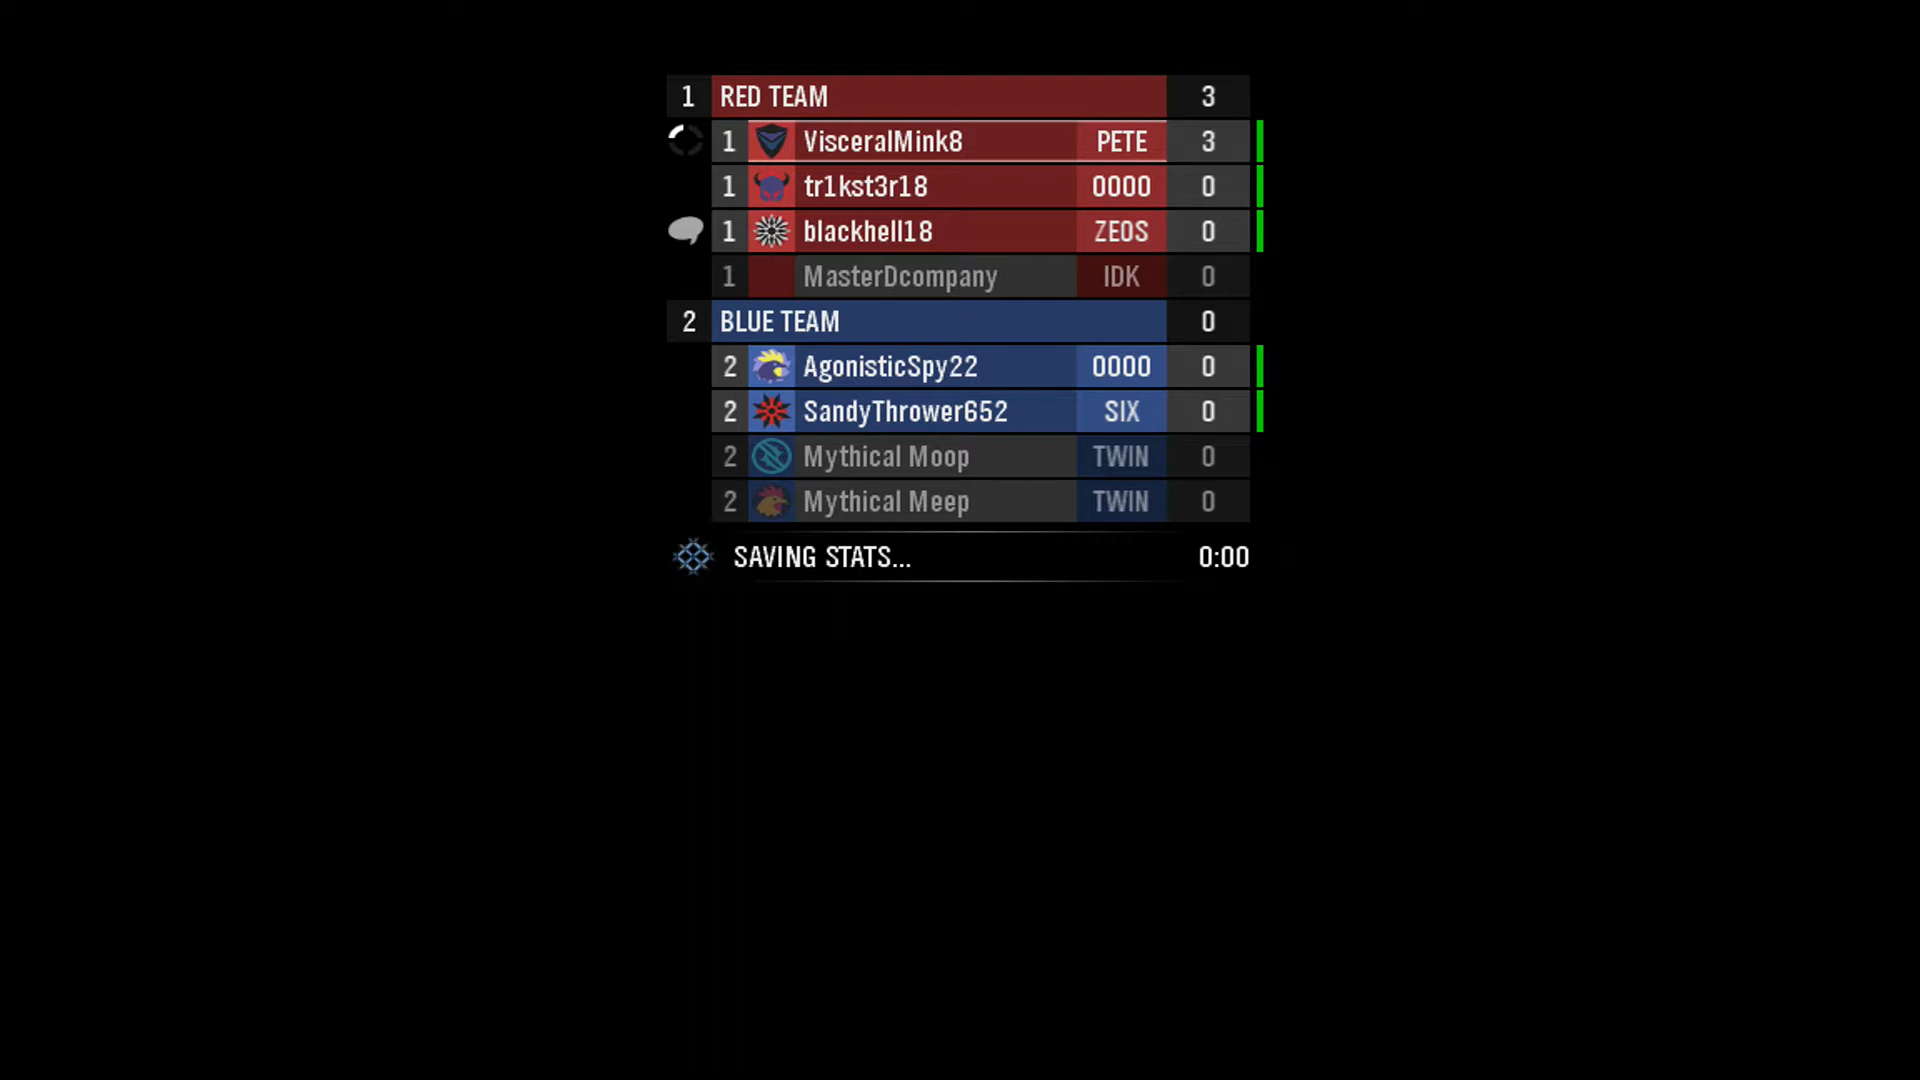 1 RED TEAM 3
1 VisceralMink8 PETE 3
1 tr1kst3r18 0000 0
1 blackhell18 ZEOS 0
1 MasterDcompany IDK 0
2 BLUE TEAM 0
2 AgonisticSpy22 0000 0
2 SandyThrower652 SIX 0
2 Mythical Moop TWIN 0
2 Mythical Meep TWIN 0
SAVING STATS... 0:00